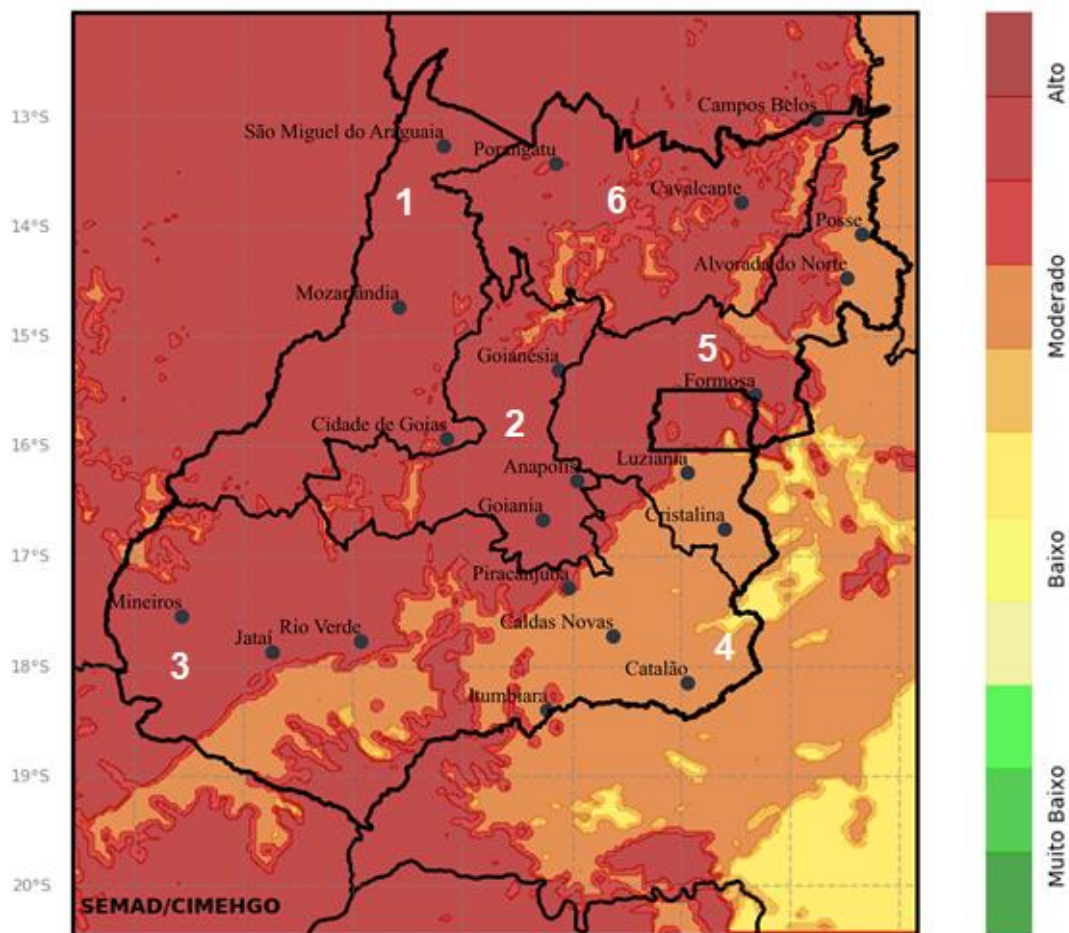 Alto
13°S
Campos Belos
São Miguel do Araguaia
Porangatu
1
6
Cavalcante
14°S
Posse
Alvorada do Norte
Mozarlândia
Moderado
15°S
5
Goianésia
Formosa
2
Cidade de Goias
16°S
Luziania
Anapolis
Goiania
Cristalina
17°S
Baixo
Piracanjuba
Mineiros
Rio Verde
Caldas Novas
Jataí
4
3
18°S
Catalão
Itumbiara
19°S
Muito Baixo
20°S
SEMAD/CIMEHGO